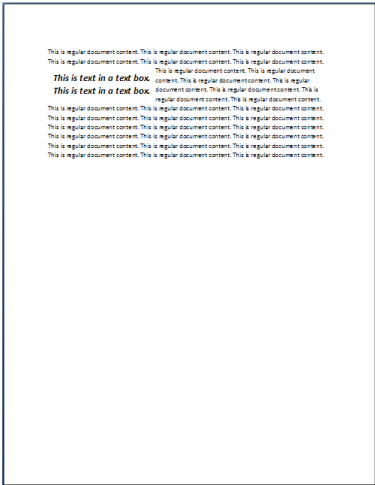 This is regular document content. This is regular document content. This is regular document content.
This is regular document content. This is regular document content. This is regular document content.
This is text in a text box.
This is text in a text box.
This is regular document content. This is regular document
content. This is regular document content. This is regular
document content. This is regular document content. This is
regular document content. This is regular document content.
This is regular document content. This is regular document content. This is regular document content.
This is regular document content. This is regular document content. This is regular document content.
This is regular document content. This is regular document content. This is regular document content.
This is regular document content. This is regular document content. This is regular document content.
This is regular document content. This is regular document content. This is regular document content.
This is regular document content. This is regular document content. This is regular document content.